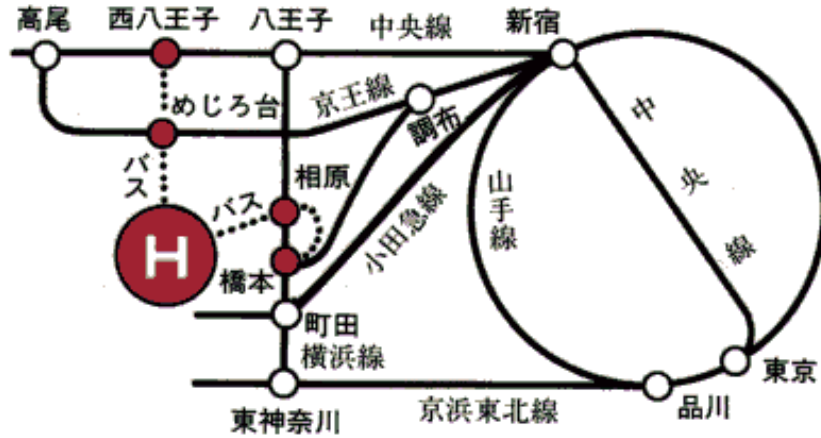 高尾
西八王子
八王子
中央線
新宿
めじろ台
京王線
調布
中央線
バス
相原
バス
山手線
小田急線
H
橋本
町田
横浜線
東京
東神奈川
京浜東北線
品川